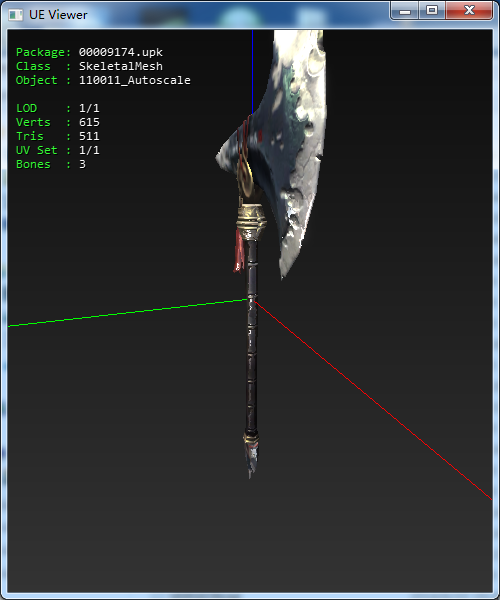 UE Viewer
Package: 00009174.upk
Class : SkeletalMesh
Object : 110011_Autoscale
LOD : 1/1
Verts : 615
Tris : 511
UV Set : 1/1
Bones : 3